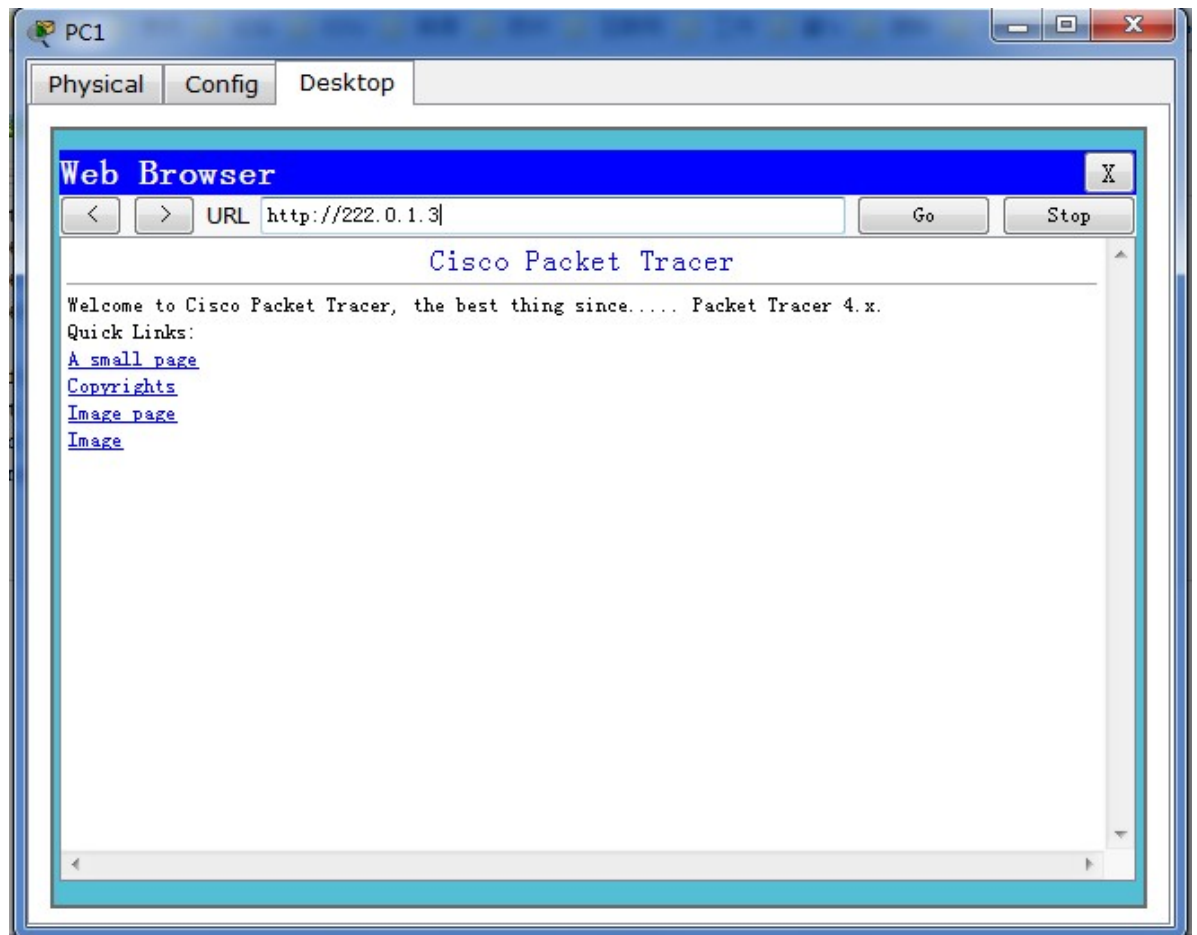 PC1
Physical Config Desktop
Web Browser X
< > URL http://222.0.1.3 Go Stop
Cisco Packet Tracer
Welcome to Cisco Packet Tracer, the best thing since..... Packet Tracer 4.x.
Quick Links:
A small page
Copyrights
Image page
Image